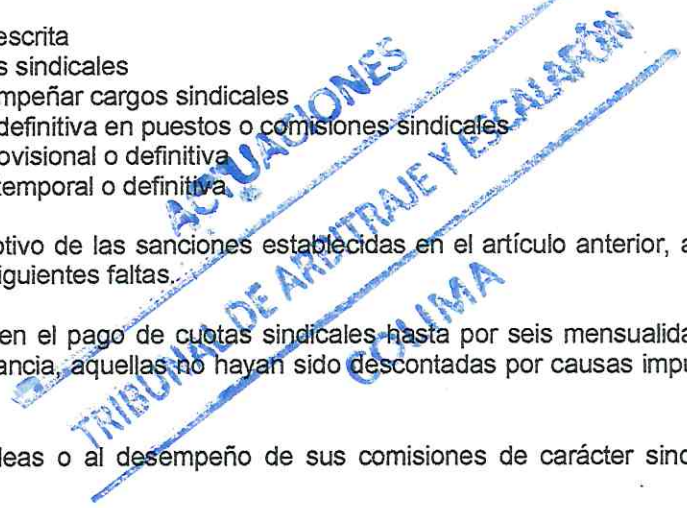 escrita
s sindicales
mpeñar cargos sindicales
definitiva en puestos o comisiones sindicales
ovisional o definitiva
temporal o definitiva
otivo de las sanciones establecidas en el artículo anterior, a
iguientes faltas.
en el pago de cuotas sindicales hasta por seis mensualida
ancia, aquellas no hayan sido descontadas por causas impu
leas o al desempeño de sus comisiones de carácter sind
ACTUACIONES
TRIBUNAL DE ARBITRAJE Y ESCALAFÓN
COLIMA